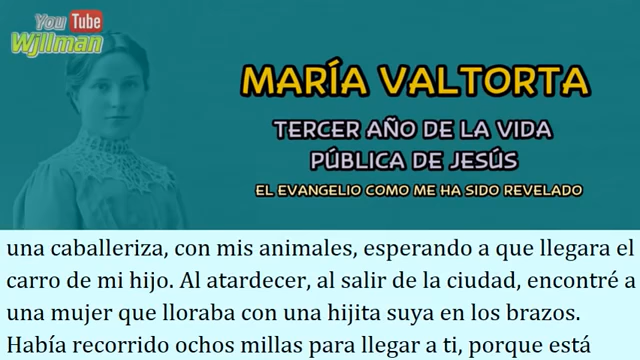 YouTube
Wjllman
MARÍA VALTORTA
TERCER AÑO DE LA VIDA
PÚBLICA DE JESÚS
EL EVANGELIO COMO ME HA SIDO REVELADO
una caballeriza, con mis animales, esperando a que llegara el
carro de mi hijo. Al atardecer, al salir de la ciudad, encontré a
una mujer que lloraba con una hijita suya en los brazos.
Había recorrido ochos millas para llegar a ti, porque está